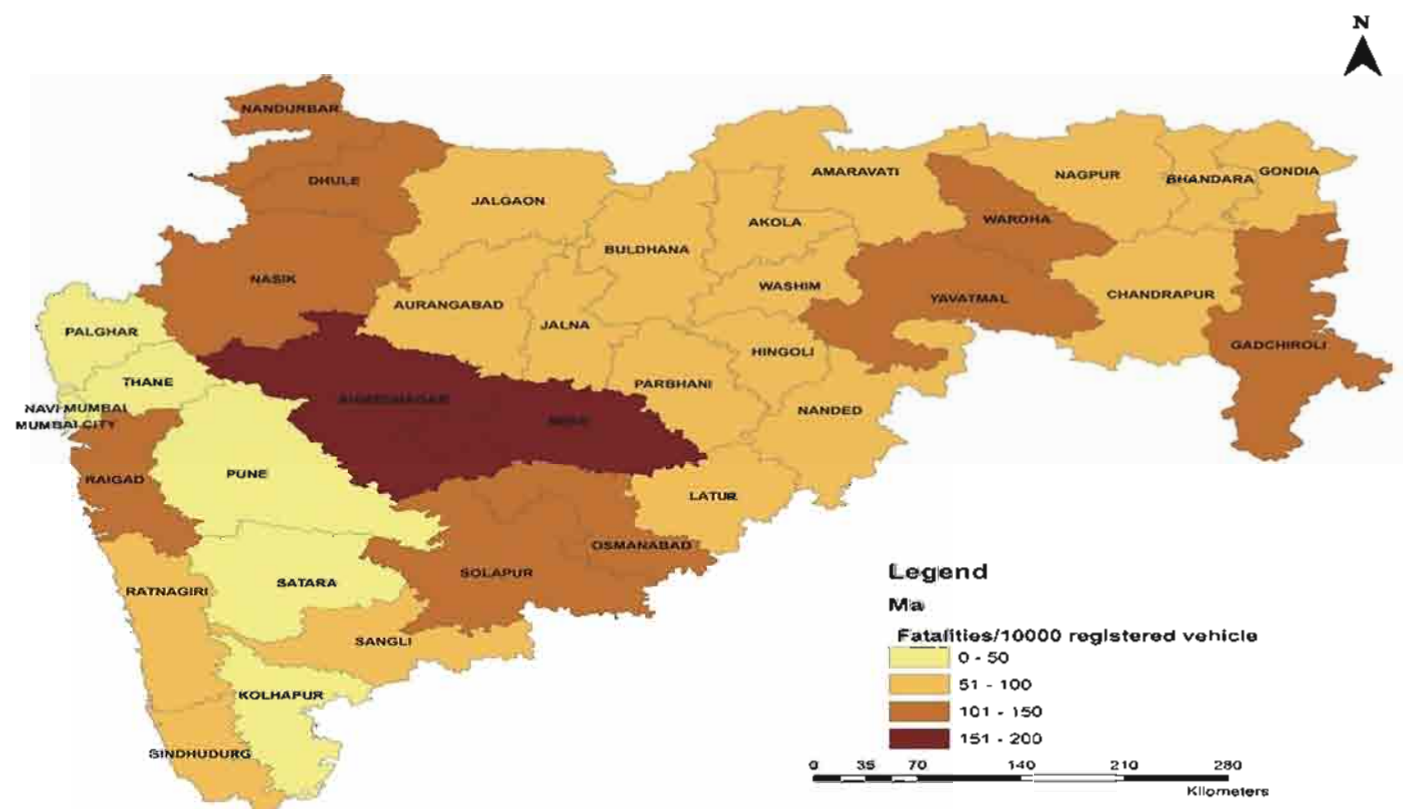 N
NANDURBAR
DHULE
JALGAON
AMARAVATI
NAGPUR
BHANDARA
GONDIA
AKOLA
WARDHA
BULDHANA
NASIK
WASHIM
YAVATMAL
CHANDRAPUR
AURANGABAD
JALNA
PALGHAR
HINGOLI
GADCHIROLI
THANE
PARBHANI
AHMEDNAGAR
NAVI MUMBAI
NANDED
MUMBAI CITY
RAIGAD
PUNE
LATUR
OSMANABAD
SOLAPUR
SATARA
RATNAGIRI
SANGLI
KOLHAPUR
SINDHUDURG
Legend
Ma
Fatalities/10000 registered vehicle
0 - 50
51 - 100
101 - 150
151 - 200
0 35 70 140 210 280
Kilometers